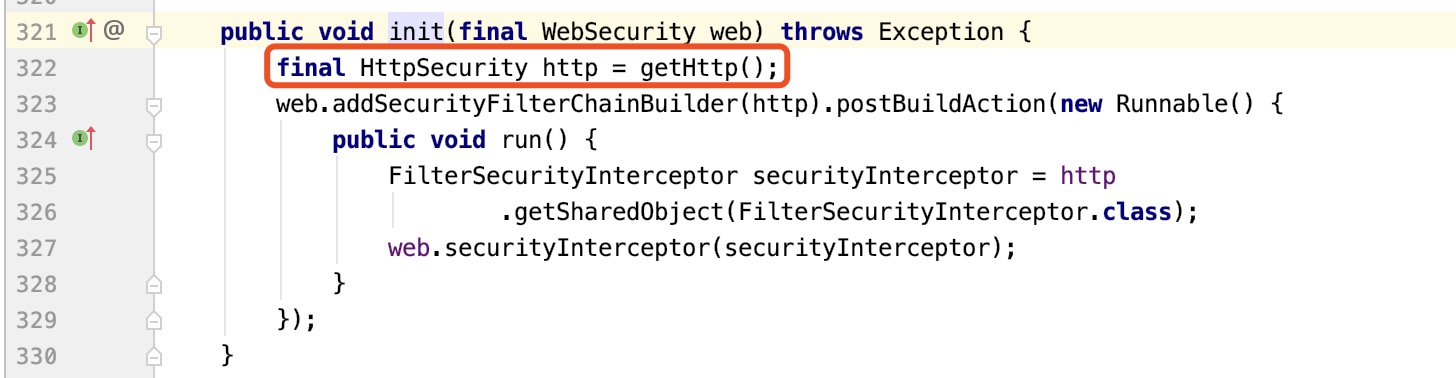 320
321 @ public void init(final WebSecurity web) throws Exception {
322 final HttpSecurity http = getHttp();
323 web.addSecurityFilterChainBuilder(http).postBuildAction(new Runnable() {
324 public void run() {
325 FilterSecurityInterceptor securityInterceptor = http
326 .getSharedObject(FilterSecurityInterceptor.class);
327 web.securityInterceptor(securityInterceptor);
328 }
329 });
330 }